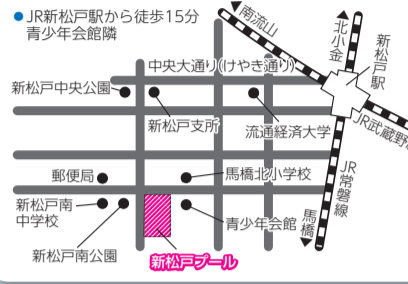 ●JR新松戸駅から徒歩15分
青少年会館隣
南流山
北小金
新松戸駅
中央大通り(けやき通り)
新松戸中央公園
新松戸支所
流通経済大学
JR武蔵野
郵便局
馬橋北小学校
JR常磐線
新松戸南
中学校
青少年会館
馬橋
新松戸南公園
新松戸プール